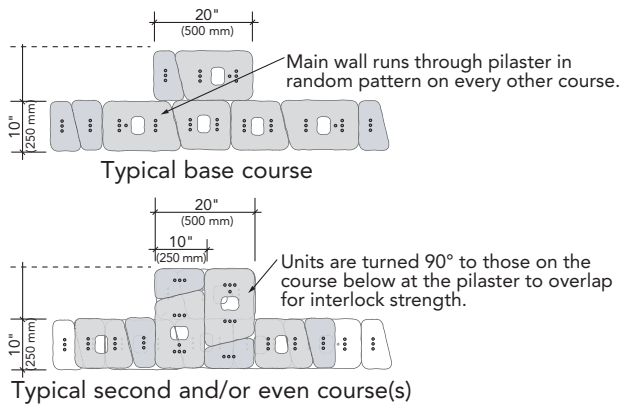 20"
(500 mm)
Main wall runs through pilaster in
random pattern on every other course.
10"
(250 mm)
Typical base course
20"
(500 mm)
10"
(250 mm)
Units are turned 90° to those on the
course below at the pilaster to overlap
for interlock strength.
10"
(250 mm)
Typical second and/or even course(s)